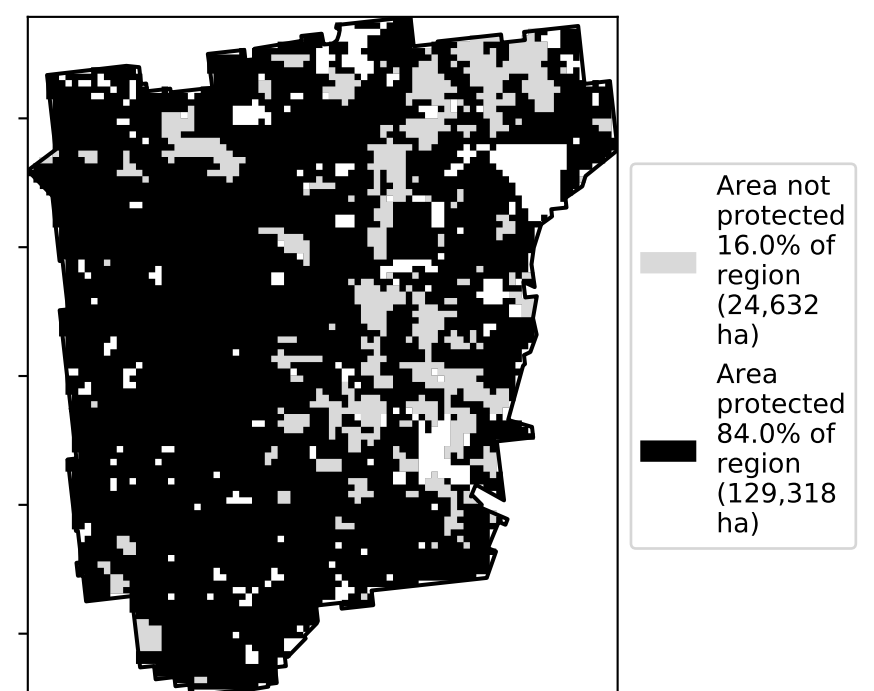 Area not
protected
16.0% of
region
(24,632
ha)
Area
protected
84.0% of
region
(129,318
ha)